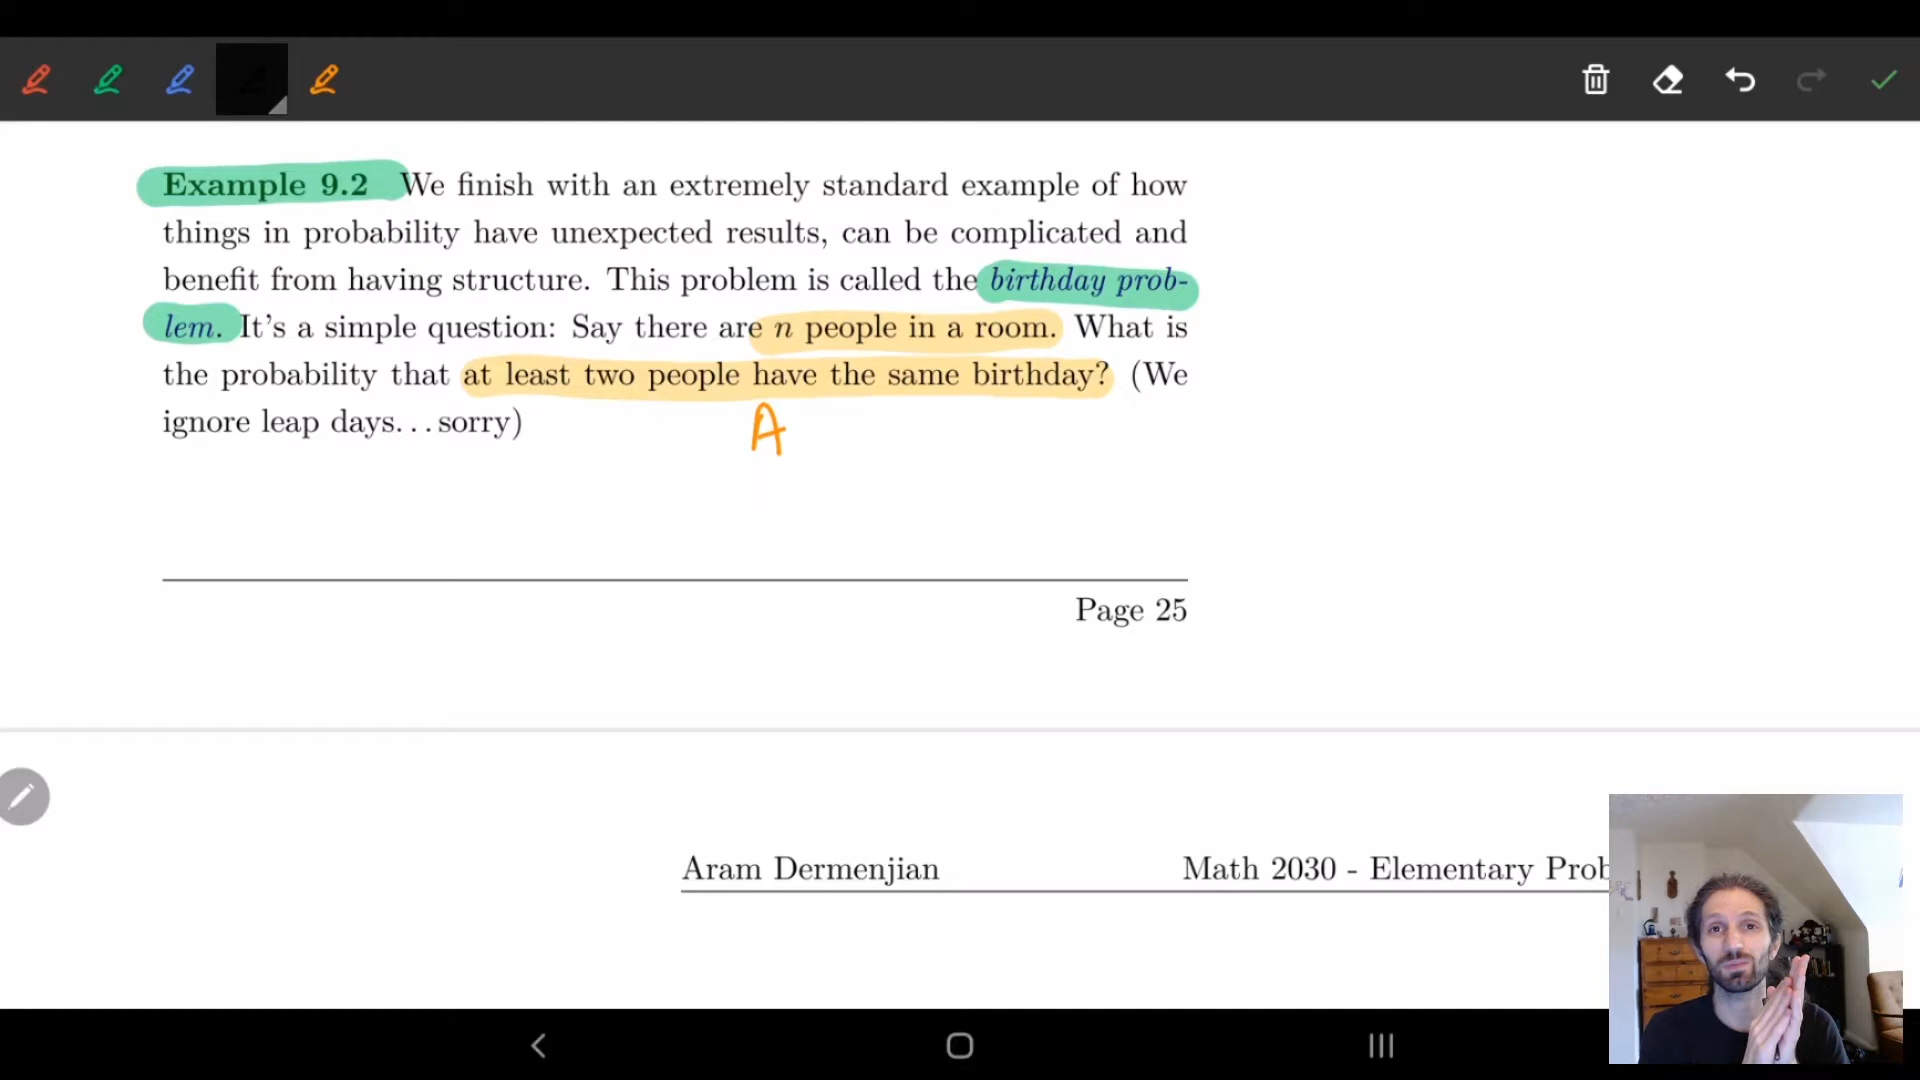 Example 9.2 We finish with an extremely standard example of how
things in probability have unexpected results, can be complicated and
benefit from having structure. This problem is called the birthday prob-
lem. It's a simple question: Say there are n people in a room. What is
the probability that at least two people have the same birthday? (We
ignore leap days...sorry)
A
Page 25
Aram Dermenjian Math 2030 - Elementary Prob